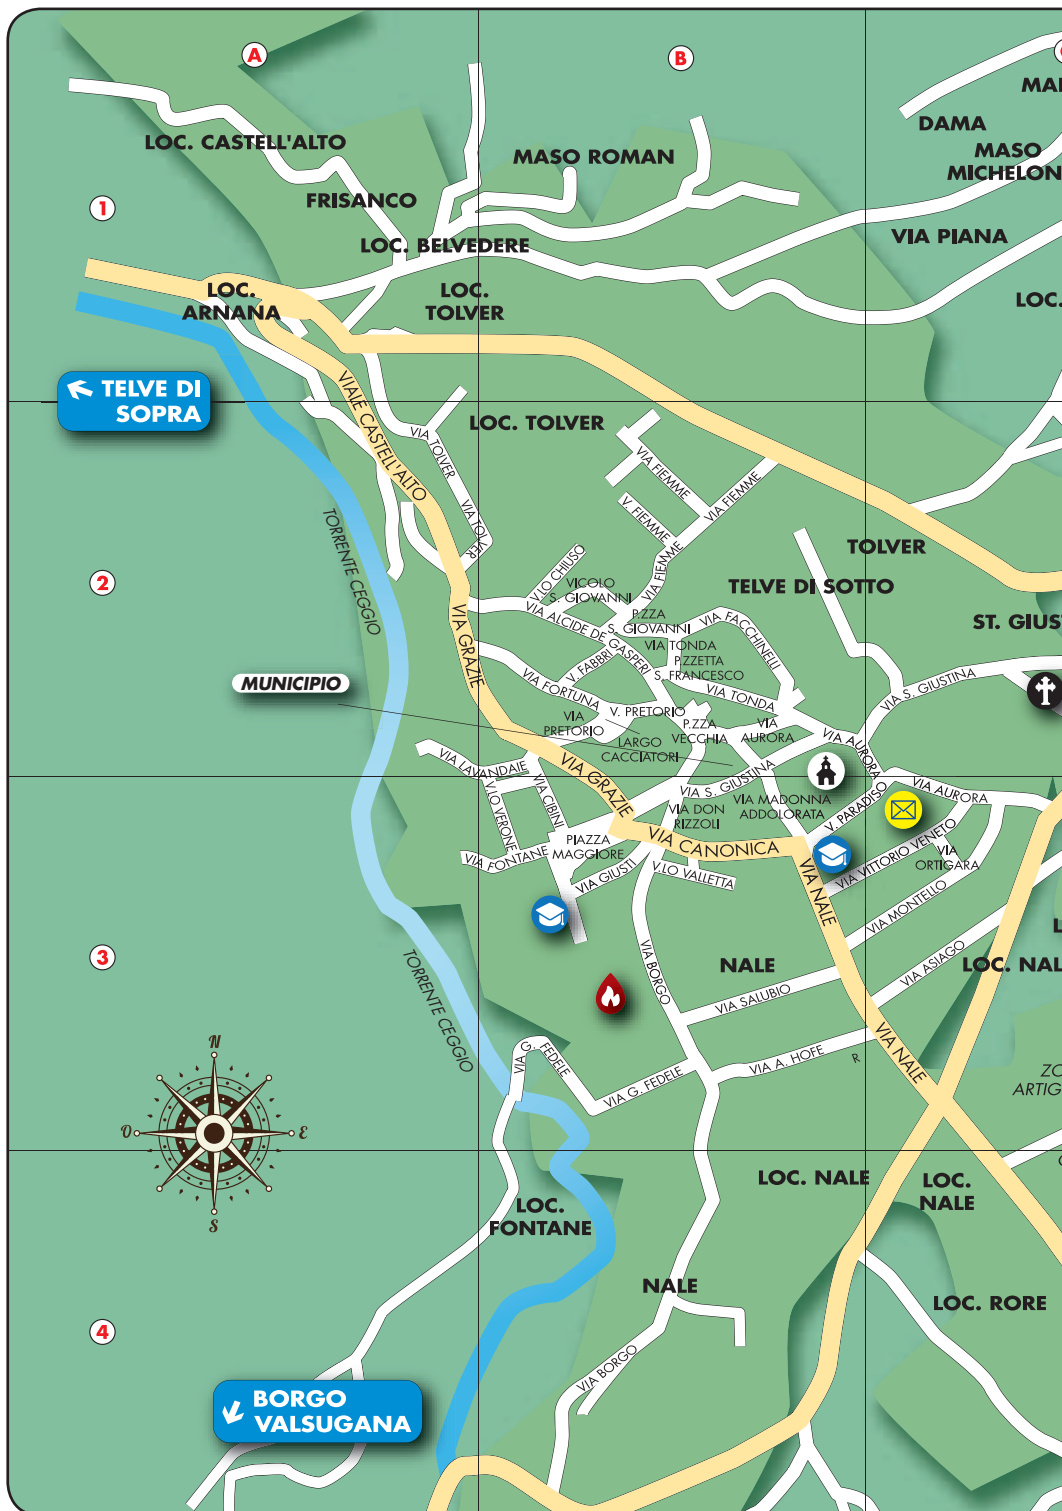 A
B
MAI
DAMA
LOC. CASTELL'ALTO
MASO ROMAN
MASO
MICHELON
FRISANCO
1
VIA PIANA
LOC. BELVEDERE
LOC.
ARNANA
LOC.
TOLVER
LOC.
TELVE DI
SOPRA
VIALE CASTELL'ALTO
LOC. TOLVER
VIA TOLVER
VIA TOLVER
VIA FIEMME
VIA FIEMME
V. FIEMME
VIA FIEMME
TORRENTE CEGGIO
TOLVER
2
V.LO CHIUSO
VICOLO
S. GIOVANNI
TELVE DI SOTTO
VIA ALCIDE DE GASPERI
P.ZZA
S. GIOVANNI
VIA FACCHINELLI
ST. GIUST
VIA GRAZIE
VIA TONDA
V. FABBRI
P.ZZETTA
S. FRANCESCO
MUNICIPIO
VIA FORTUNA
VIA TONDA
VIA S. GIUSTINA
V. PRETORIO
VIA
PRETORIO
P.ZZA
VECCHIA
VIA
AURORA
LARGO
CACCIATORI
VIA AURORA
VIA LAVANDAIE
VIA GRAZIE
VIA S. GIUSTINA
VIA AURORA
V.LO VERONE
VIA CIBINI
VIA DON
RIZZOLI
VIA MADONNA
ADDOLORATA
V. PARADISO
PIAZZA
MAGGIORE
VIA CANONICA
VIA VITTORIO VENETO
VIA
ORTIGARA
VIA FONTANE
VIA GIUSTI
V.LO VALLETTA
VIA NALE
VIA MONTELLO
VIA BORGO
VIA ASIAGO
3
NALE
LOC. NAL
TORRENTE CEGGIO
VIA SALUBIO
VIA NALE
N
VIA G. FEDELE
VIA A. HOFE
R
VIA G. FEDELE
ZO
ARTIG
O
E
S
LOC. NALE
LOC.
NALE
LOC.
FONTANE
NALE
LOC. RORE
4
VIA BORGO
BORGO
VALSUGANA